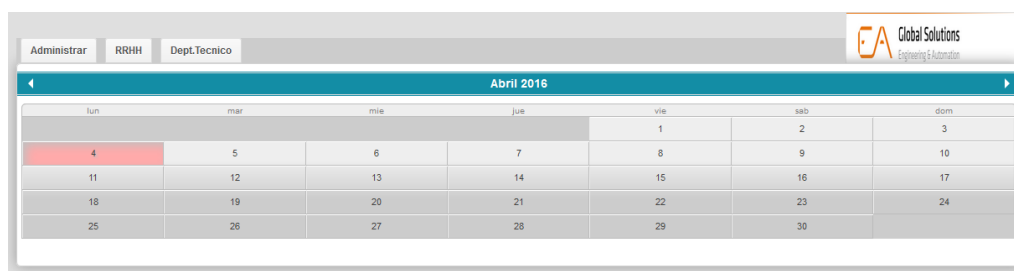 Global Solutions
Engineering & Automation
Administrar RRHH Dept.Tecnico
Abril 2016
lun mar mie jue vie sab dom
1 2 3
4 5 6 7 8 9 10
11 12 13 14 15 16 17
18 19 20 21 22 23 24
25 26 27 28 29 30